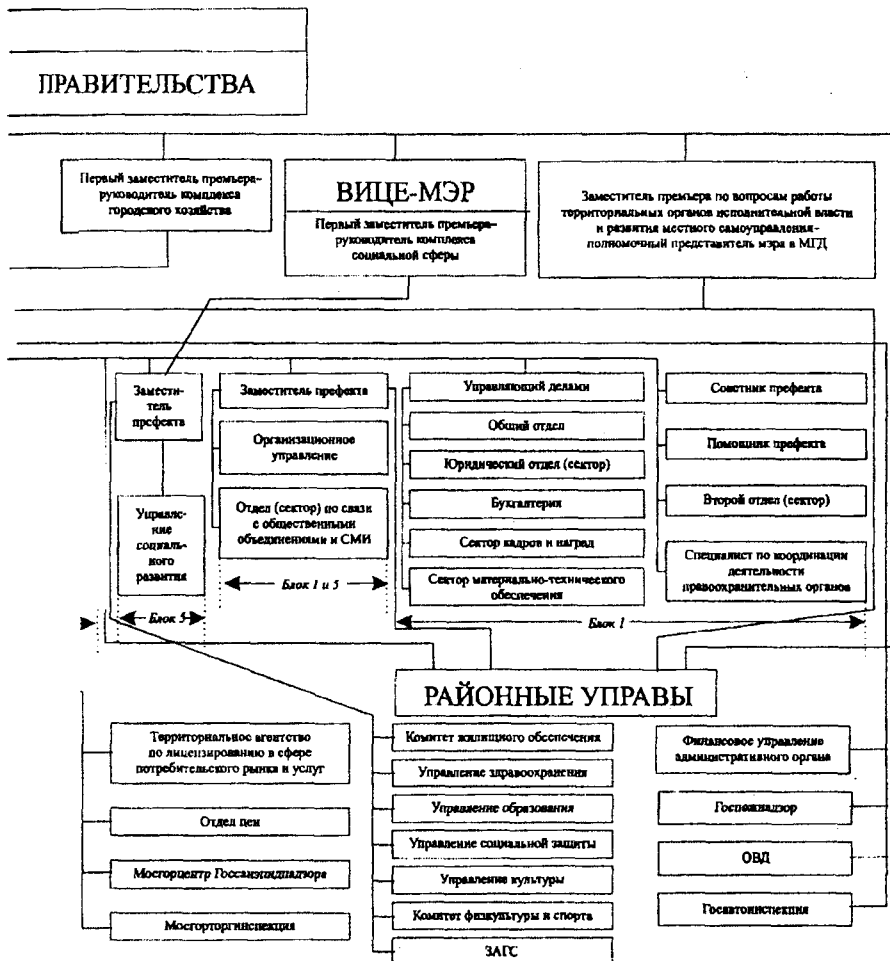 ПРАВИТЕЛЬСТВА
Первый заместитель премьера-
руководитель комплекса
городского хозяйства
ВИЦЕ-МЭР
Первый заместитель премьера-
руководитель комплекса
социальной сферы
Заместитель премьера по вопросам работы
территориальных органов исполнительной власти
и развития местного самоуправления-
полномочный представитель мэра в МГД
Замести-
тель
префекта
Управле-
ние
социаль-
ного
развития
Блок 5
Заместитель префекта
Организационное
управление
Отдел (сектор) по связи
с общественными
объединениями и СМИ
Блок 1 и 5
Управляющий делами
Общий отдел
Юридический отдел (сектор)
Бухгалтерия
Сектор кадров и наград
Сектор материально-технического
обеспечения
Советник префекта
Помощник префекта
Второй отдел (сектор)
Специалист по координации
деятельности
правоохранительных органов
Блок 1
РАЙОННЫЕ УПРАВЫ
Территориальное агентство
по лицензированию в сфере
потребительского рынка и услуг
Отдел цен
Мосгорцентр Госсанэпиднадзора
Мосгорторгинспекция
Комитет жилищного обеспечения
Управление здравоохранения
Управление образования
Управление социальной защиты
Управление культуры
Комитет физкультуры и спорта
ЗАГС
Финансовое управление
административного органа
Госпожнадзор
ОВД
Госавтоинспекция